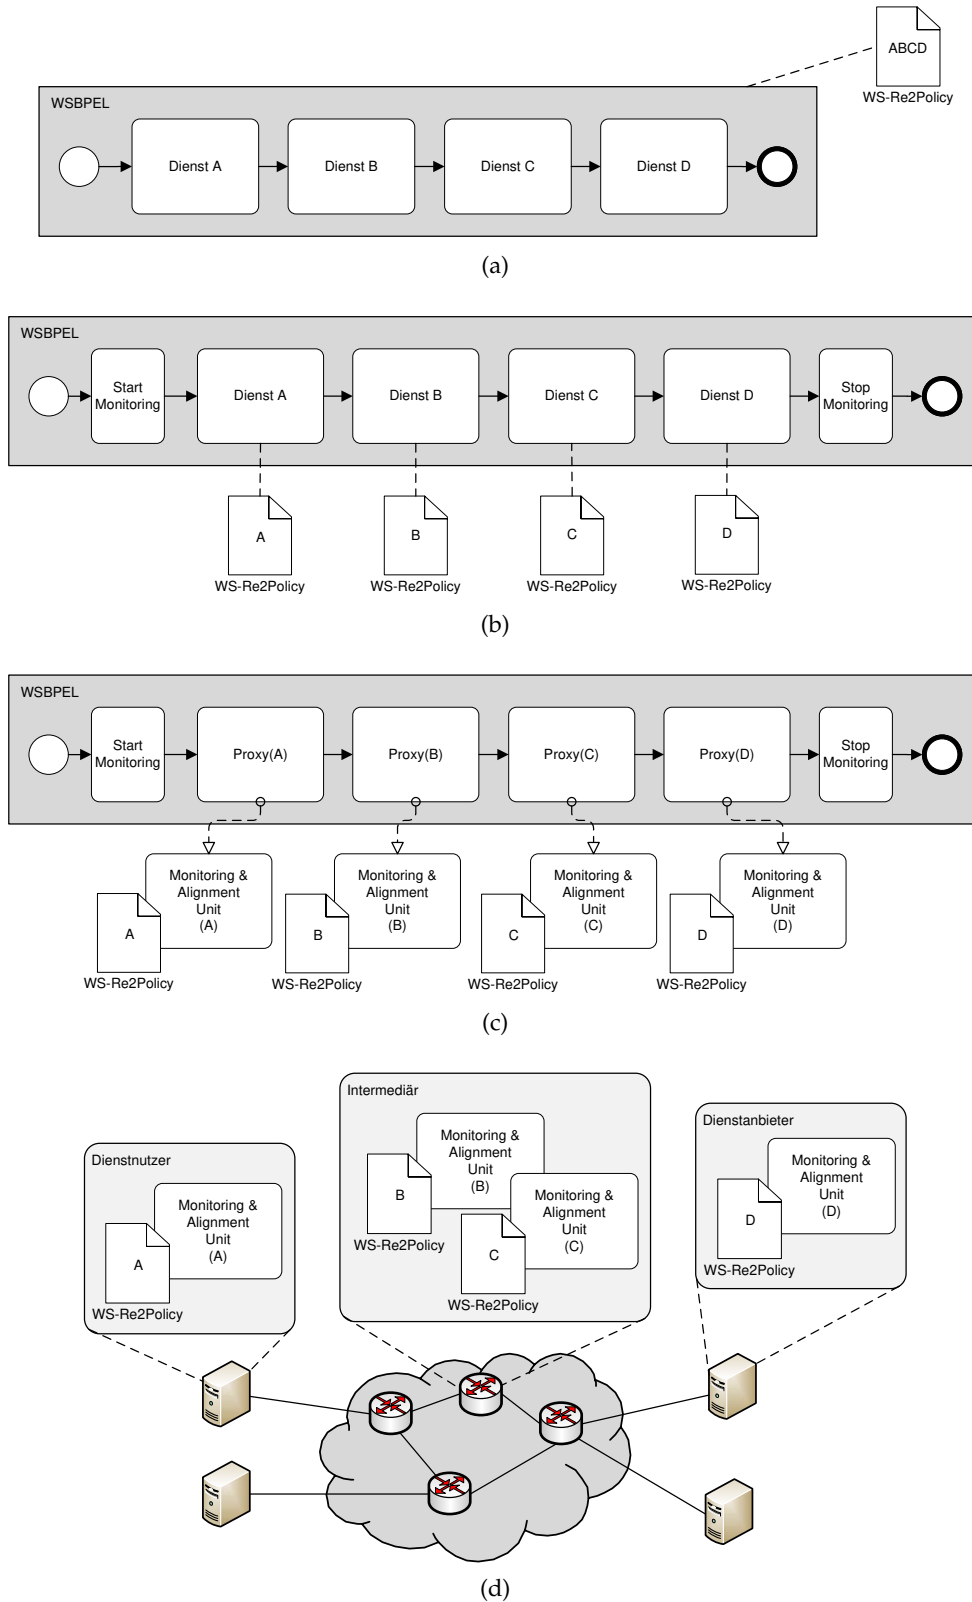 ABCD
WS-Re2Policy
WSBPEL
Dienst A
Dienst B
Dienst C
Dienst D
(a)
WSBPEL
Start
Monitoring
Dienst A
Dienst B
Dienst C
Dienst D
Stop
Monitoring
A
WS-Re2Policy
B
WS-Re2Policy
C
WS-Re2Policy
D
WS-Re2Policy
(b)
WSBPEL
Start
Monitoring
Proxy(A)
Proxy(B)
Proxy(C)
Proxy(D)
Stop
Monitoring
Monitoring &
Alignment
Unit
(A)
A
WS-Re2Policy
Monitoring &
Alignment
Unit
(B)
B
WS-Re2Policy
Monitoring &
Alignment
Unit
(C)
C
WS-Re2Policy
Monitoring &
Alignment
Unit
(D)
D
WS-Re2Policy
(c)
Dienstnutzer
Monitoring &
Alignment
Unit
(A)
A
WS-Re2Policy
Intermediär
Monitoring &
Alignment
Unit
(B)
B
WS-Re2Policy
Monitoring &
Alignment
Unit
(C)
C
WS-Re2Policy
Dienstanbieter
Monitoring &
Alignment
Unit
(D)
D
WS-Re2Policy
(d)